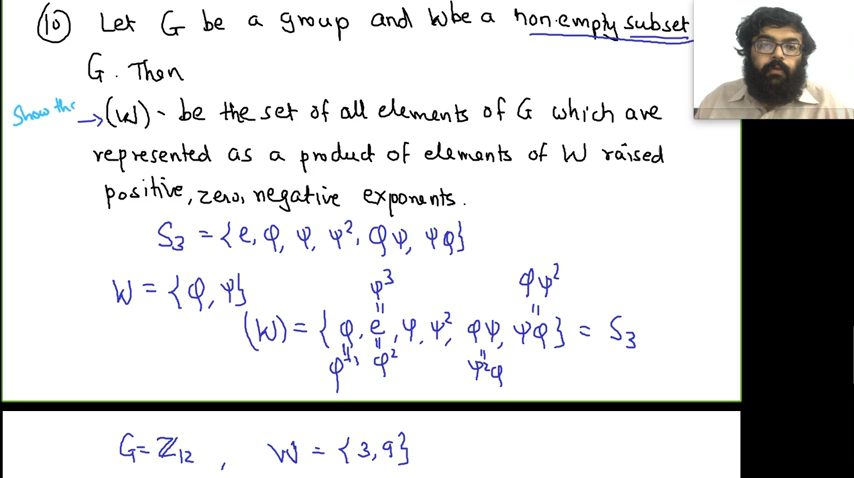 (10) Let G be a group and W be a non-empty subset
G. Then
Show tha
→ (W) - be the set of all elements of G which are
represented as a product of elements of W raised
positive, zero, negative exponents.
S₃ = {e, φ, ψ, ψ², φψ, ψφ}
W = {φ, ψ}
ψ³ φψ²
(W) = {φ, e, ψ, ψ², φψ, ψφ} = S₃
φ⁻¹, φ² ψ²φ
G = ℤ₁₂, W = {3, 9}